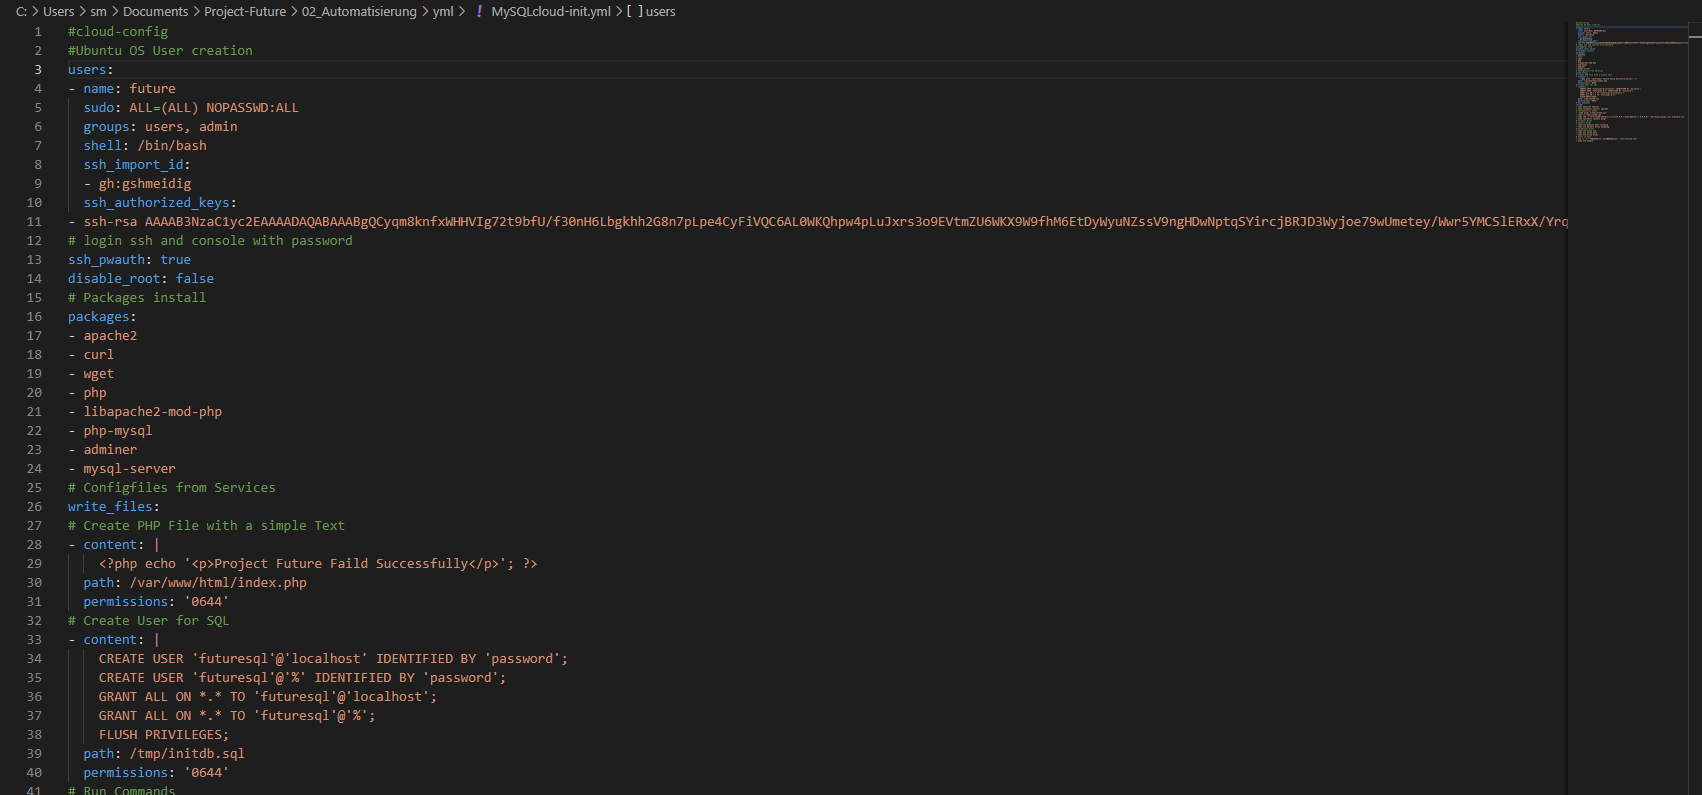 C: > Users > sm > Documents > Project-Future > 02_Automatisierung > yml > ! MySQLcloud-init.yml > [ ] users
1 #cloud-config
2 #Ubuntu OS User creation
3 users:
4 - name: future
5 sudo: ALL=(ALL) NOPASSWD:ALL
6 groups: users, admin
7 shell: /bin/bash
8 ssh_import_id:
9 - gh:gshmeidig
10 ssh_authorized_keys:
11 - ssh-rsa AAAAB3NzaC1yc2EAAAADAQABAAABgQCyqm8knfxWHHVIg72t9bfU/f30nH6Lbgkhh2G8n7pLpe4CyFiVQC6AL0WKQhpw4pLuJxrs3o9EVtmZU6WKX9W9fhM6EtDyWyuNZssV9ngHDwNptqSYircjBRJD3Wyjoe79wUmetey/Wwr5YMCSlERxX/Yrq
12 # login ssh and console with password
13 ssh_pwauth: true
14 disable_root: false
15 # Packages install
16 packages:
17 - apache2
18 - curl
19 - wget
20 - php
21 - libapache2-mod-php
22 - php-mysql
23 - adminer
24 - mysql-server
25 # Configfiles from Services
26 write_files:
27 # Create PHP File with a simple Text
28 - content: |
29 <?php echo '<p>Project Future Faild Successfully</p>'; ?>
30 path: /var/www/html/index.php
31 permissions: '0644'
32 # Create User for SQL
33 - content: |
34 CREATE USER 'futuresql'@'localhost' IDENTIFIED BY 'password';
35 CREATE USER 'futuresql'@'%' IDENTIFIED BY 'password';
36 GRANT ALL ON *.* TO 'futuresql'@'localhost';
37 GRANT ALL ON *.* TO 'futuresql'@'%';
38 FLUSH PRIVILEGES;
39 path: /tmp/initdb.sql
40 permissions: '0644'
41 # Run Commands